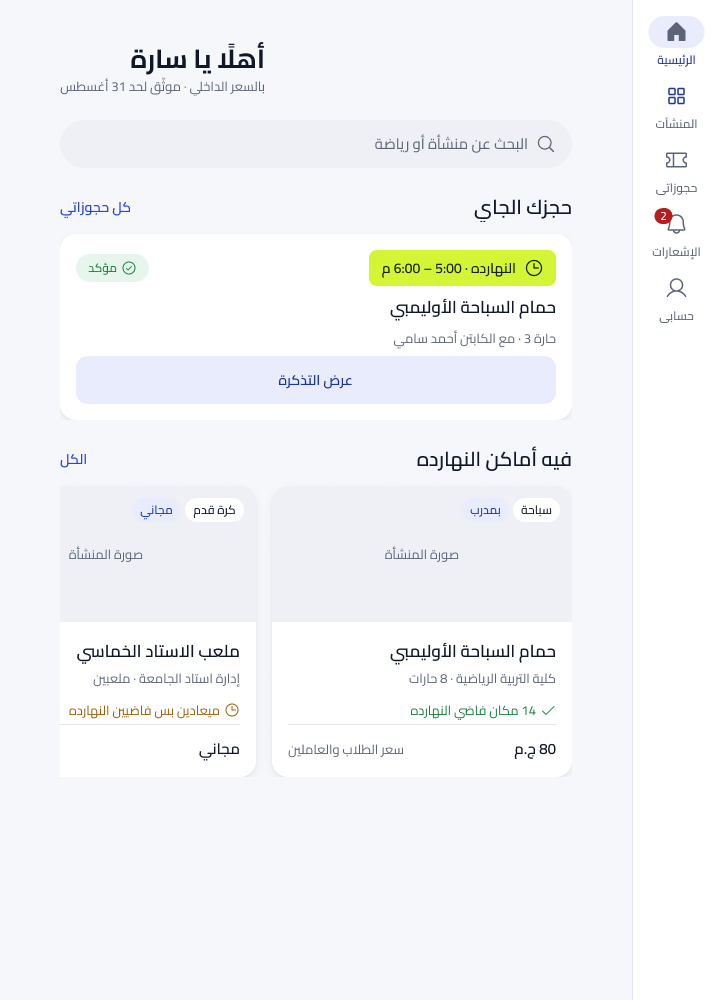 الرئيسية
المنشآت
حجوزاتي
2
الإشعارات
حسابي
أهلًا يا سارة
بالسعر الداخلي · موثّق لحد 31 أغسطس
البحث عن منشأة أو رياضة
حجزك الجاي
كل حجوزاتي
النهارده · 5:00 – 6:00 م
مؤكد
حمام السباحة الأوليمبي
حارة 3 · مع الكابتن أحمد سامي
عرض التذكرة
فيه أماكن النهارده
الكل
سباحة
بمدرب
صورة المنشأة
حمام السباحة الأوليمبي
كلية التربية الرياضية · 8 حارات
14 مكان فاضي النهارده
80 ج.م
سعر الطلاب والعاملين
كرة قدم
مجاني
صورة المنشأة
ملعب الاستاد الخماسي
إدارة استاد الجامعة · ملعبين
ميعادين بس فاضيين النهارده
مجاني